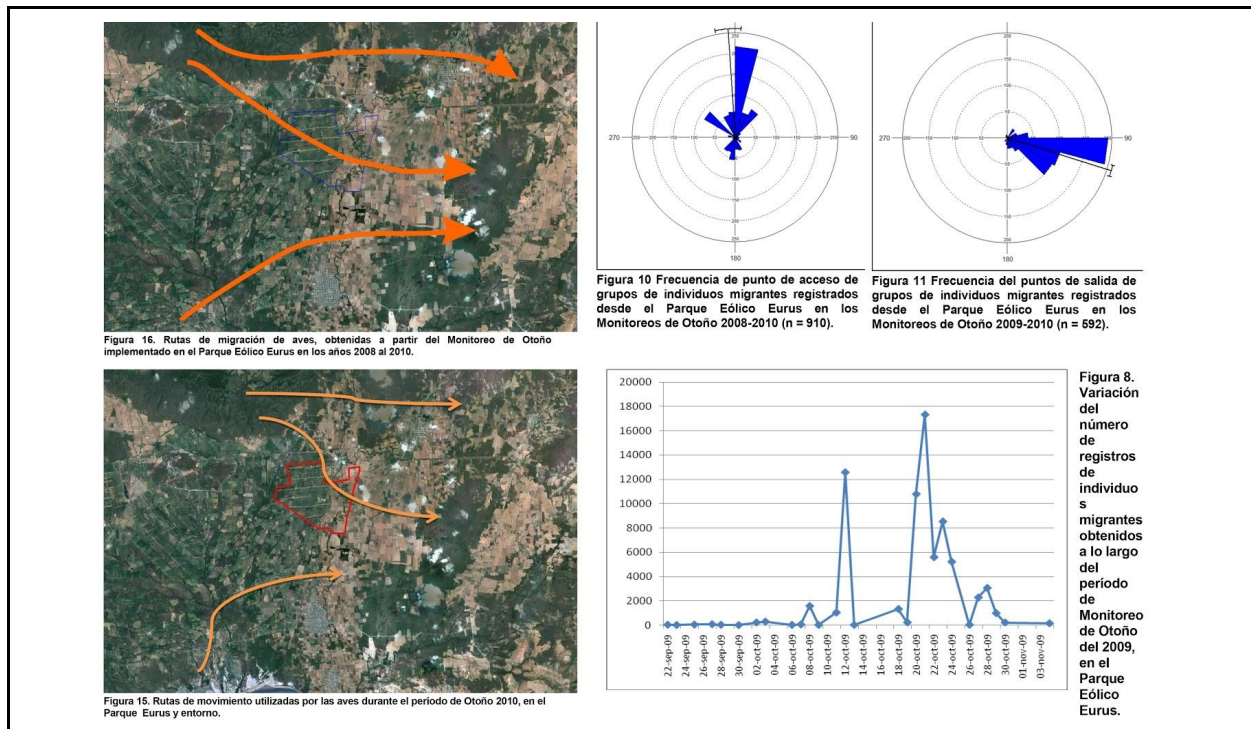 Figura 16. Rutas de migración de aves, obtenidas a partir del Monitoreo de Otoño
implementado en el Parque Eólico Eurus en los años 2008 al 2010.
270
90
180
Figura 10 Frecuencia de punto de acceso de
grupos de individuos migrantes registrados
desde el Parque Eólico Eurus en los
Monitoreos de Otoño 2008-2010 (n = 910).
270
90
180
Figura 11 Frecuencia del puntos de salida de
grupos de individuos migrantes registrados
desde el Parque Eólico Eurus en los
Monitoreos de Otoño 2009-2010 (n = 592).
Figura 15. Rutas de movimiento utilizadas por las aves durante el período de Otoño 2010, en el
Parque Eurus y entorno.
20000
18000
16000
14000
12000
10000
8000
6000
4000
2000
0
22-sep-09
24-sep-09
26-sep-09
28-sep-09
30-sep-09
02-oct-09
04-oct-09
06-oct-09
08-oct-09
10-oct-09
12-oct-09
14-oct-09
16-oct-09
18-oct-09
20-oct-09
22-oct-09
24-oct-09
26-oct-09
28-oct-09
30-oct-09
01-nov-09
03-nov-09
Figura 8.
Variación
del
número
de
registros
de
individuo
s
migrantes
obtenidos
a lo largo
del
período
de
Monitoreo
de Otoño
del 2009,
en el
Parque
Eólico
Eurus.